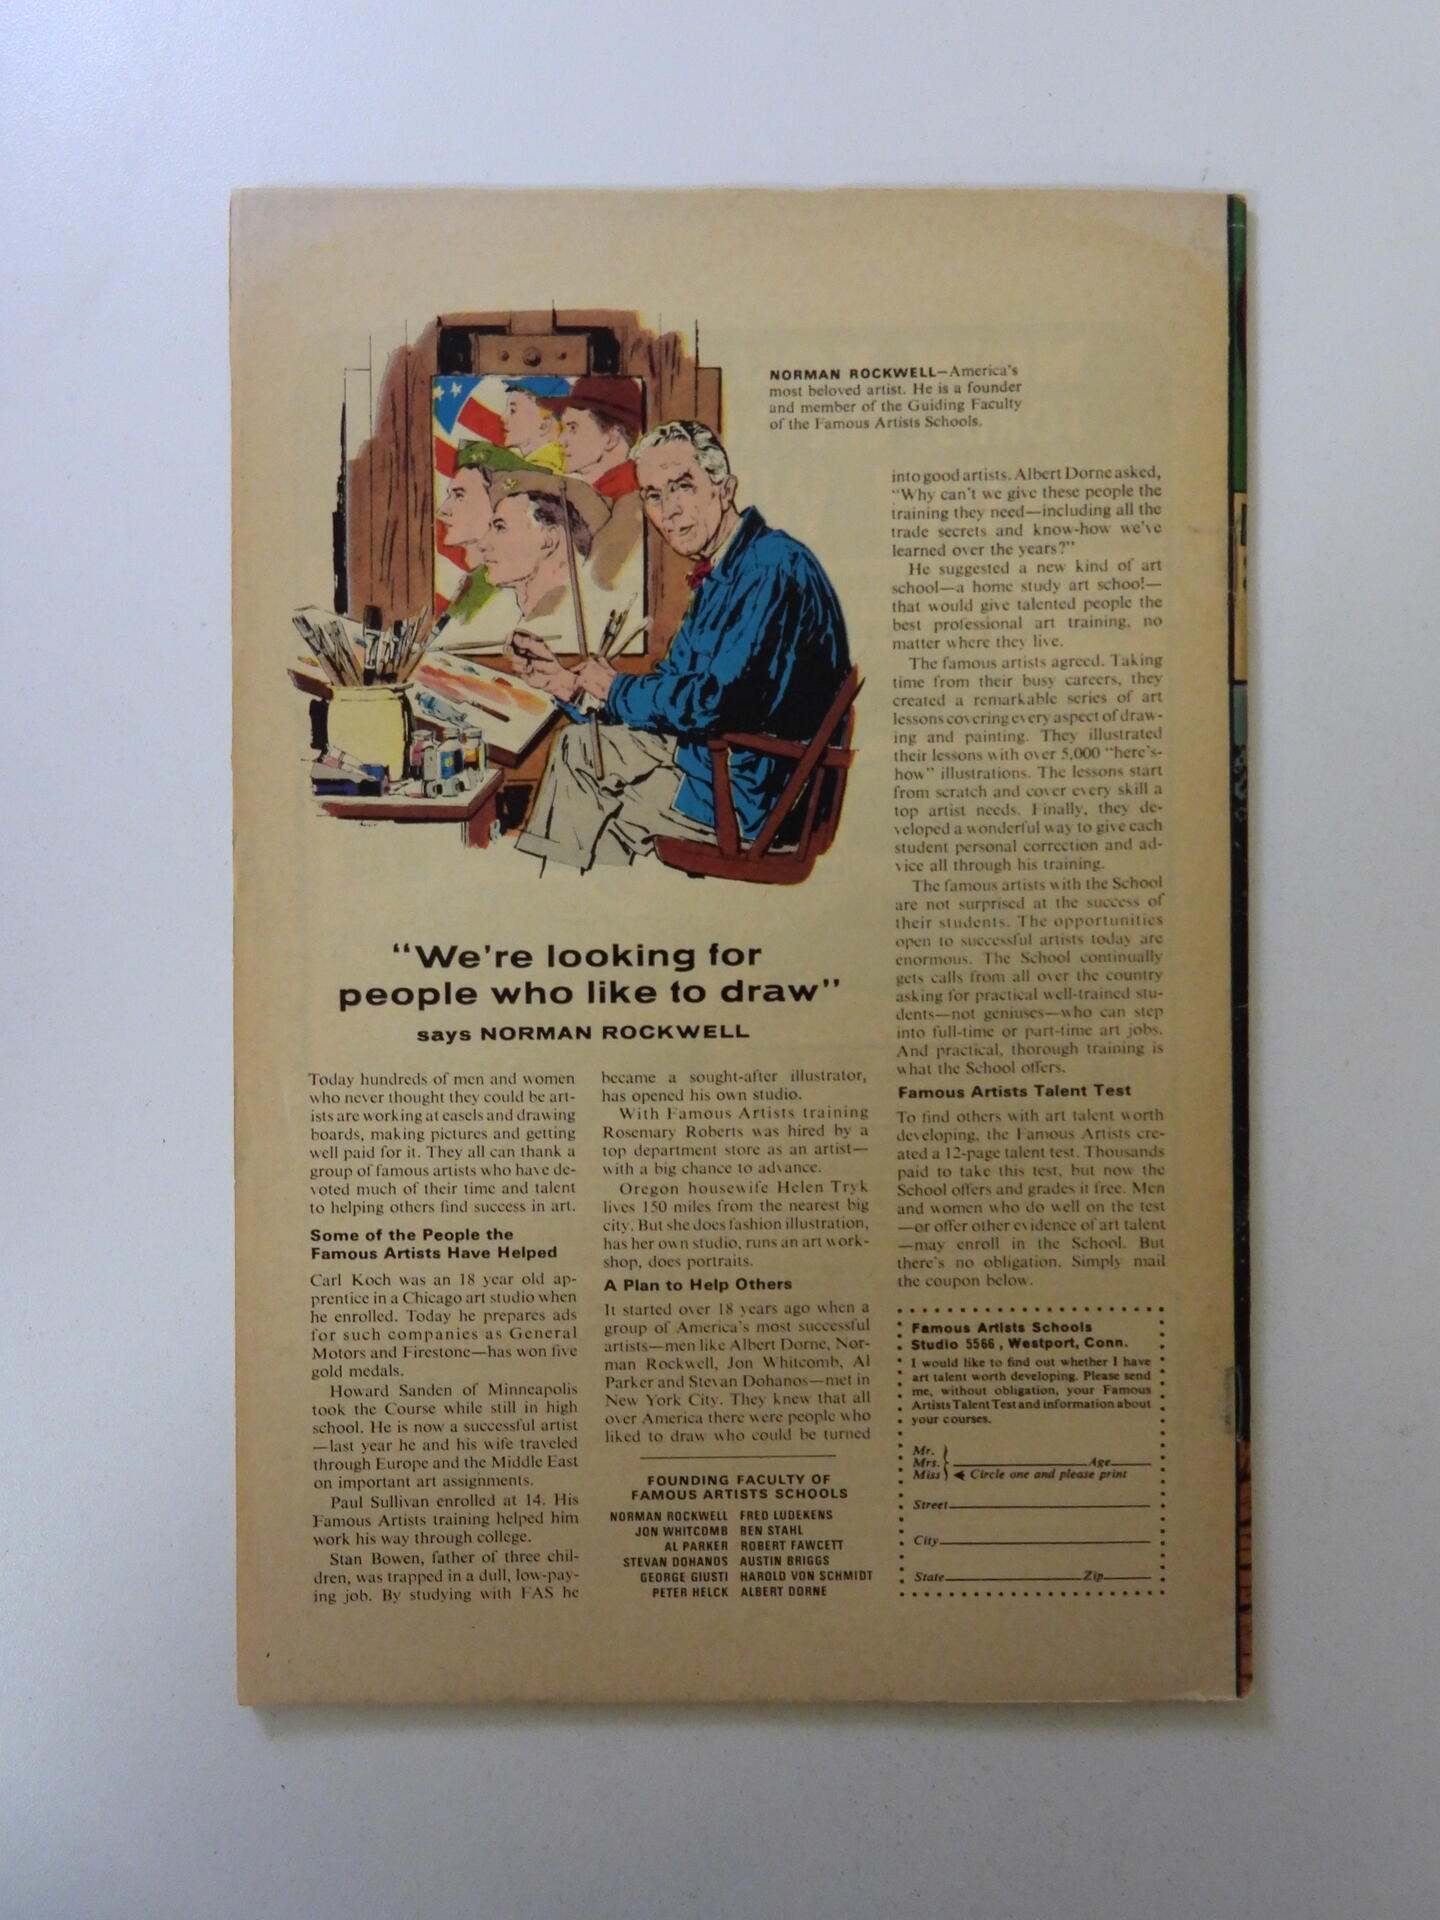 NORMAN ROCKWELL—America's
most beloved artist. He is a founder
and member of the Guiding Faculty
of the Famous Artists Schools.
"We're looking for
people who like to draw"
says NORMAN ROCKWELL
Today hundreds of men and women
who never thought they could be art-
ists are working at easels and drawing
boards, making pictures and getting
well paid for it. They all can thank a
group of famous artists who have de-
voted much of their time and talent
to helping others find success in art.
Some of the People the
Famous Artists Have Helped
Carl Koch was an 18 year old ap-
prentice in a Chicago art studio when
he enrolled. Today he prepares ads
for such companies as General
Motors and Firestone—has won five
gold medals.
Howard Sanden of Minneapolis
took the Course while still in high
school. He is now a successful artist
—last year he and his wife traveled
through Europe and the Middle East
on important art assignments.
Paul Sullivan enrolled at 14. His
Famous Artists training helped him
work his way through college.
Stan Bowen, father of three chil-
dren, was trapped in a dull, low-pay-
ing job. By studying with FAS he
became a sought-after illustrator,
has opened his own studio.
With Famous Artists training
Rosemary Roberts was hired by a
top department store as an artist—
with a big chance to advance.
Oregon housewife Helen Tryk
lives 150 miles from the nearest big
city. But she does fashion illustration,
has her own studio, runs an art work-
shop, does portraits.
A Plan to Help Others
It started over 18 years ago when a
group of America's most successful
artists—men like Albert Dorne, Nor-
man Rockwell, Jon Whitcomb, Al
Parker and Stevan Dohanos—met in
New York City. They knew that all
over America there were people who
liked to draw who could be turned
FOUNDING FACULTY OF
FAMOUS ARTISTS SCHOOLS
NORMAN ROCKWELL FRED LUDEKENS
JON WHITCOMB BEN STAHL
AL PARKER ROBERT FAWCETT
STEVAN DOHANOS AUSTIN BRIGGS
GEORGE GIUSTI HAROLD VON SCHMIDT
PETER HELCK ALBERT DORNE
into good artists. Albert Dorne asked,
"Why can't we give these people the
training they need—including all the
trade secrets and know-how we've
learned over the years?"
He suggested a new kind of art
school—a home study art school—
that would give talented people the
best professional art training, no
matter where they live.
The famous artists agreed. Taking
time from their busy careers, they
created a remarkable series of art
lessons covering every aspect of draw-
ing and painting. They illustrated
their lessons with over 5,000 "here's-
how" illustrations. The lessons start
from scratch and cover every skill a
top artist needs. Finally, they de-
veloped a wonderful way to give each
student personal correction and ad-
vice all through his training.
The famous artists with the School
are not surprised at the success of
their students. The opportunities
open to successful artists today are
enormous. The School continually
gets calls from all over the country
asking for practical well-trained stu-
dents—not geniuses—who can step
into full-time or part-time art jobs.
And practical, thorough training is
what the School offers.
Famous Artists Talent Test
To find others with art talent worth
developing, the Famous Artists cre-
ated a 12-page talent test. Thousands
paid to take this test, but now the
School offers and grades it free. Men
and women who do well on the test
—or offer other evidence of art talent
—may enroll in the School. But
there's no obligation. Simply mail
the coupon below.
Famous Artists Schools
Studio 5566, Westport, Conn.
I would like to find out whether I have
art talent worth developing. Please send
me, without obligation, your Famous
Artists Talent Test and information about
your courses.
Mr.
Mrs. Age
Miss Circle one and please print
Street
City
State Zip